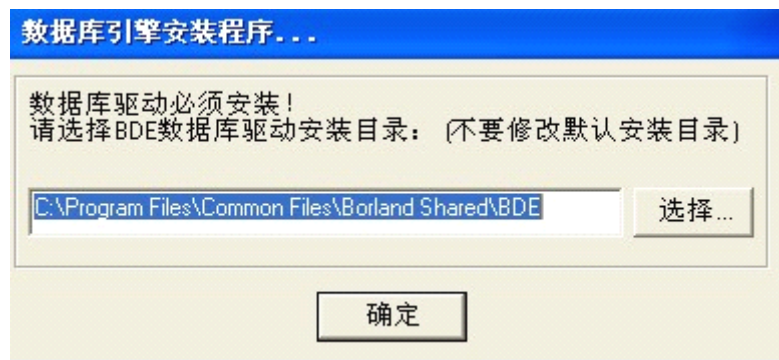 数据库引擎安装程序...
数据库驱动必须安装!
请选择BDE数据库驱动安装目录: (不要修改默认安装目录)
C:\Program Files\Common Files\Borland Shared\BDE
选择...
确定